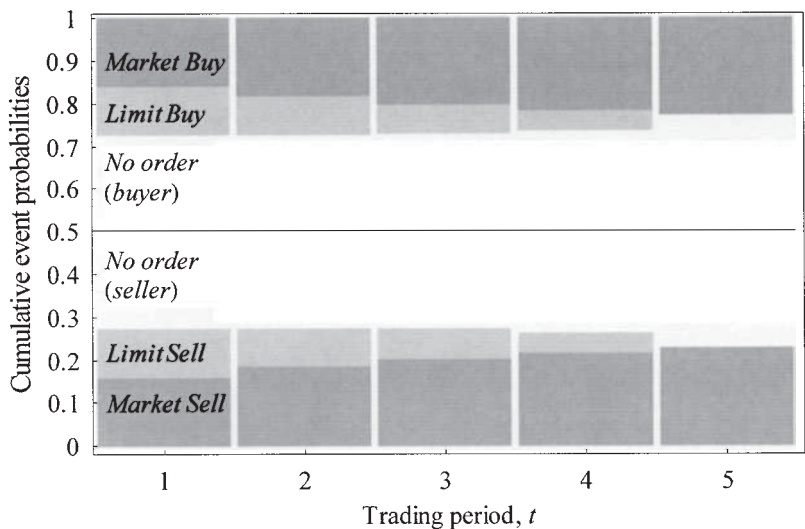 Cumulative event probabilities
1
0.9
0.8
0.7
0.6
0.5
0.4
0.3
0.2
0.1
0
Market Buy
Limit Buy
No order
(buyer)
No order
(seller)
Limit Sell
Market Sell
1 2 3 4 5
Trading period, t